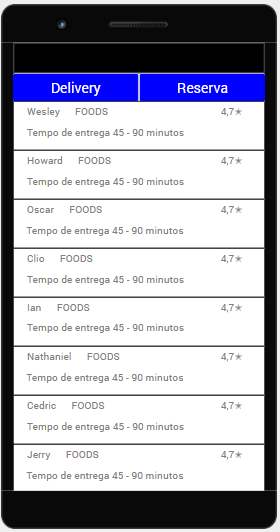 Delivery Reserva
Wesley FOODS 4,7★
Tempo de entrega 45 - 90 minutos
Howard FOODS 4,7★
Tempo de entrega 45 - 90 minutos
Oscar FOODS 4,7★
Tempo de entrega 45 - 90 minutos
Clio FOODS 4,7★
Tempo de entrega 45 - 90 minutos
Ian FOODS 4,7★
Tempo de entrega 45 - 90 minutos
Nathaniel FOODS 4,7★
Tempo de entrega 45 - 90 minutos
Cedric FOODS 4,7★
Tempo de entrega 45 - 90 minutos
Jerry FOODS 4,7★
Tempo de entrega 45 - 90 minutos